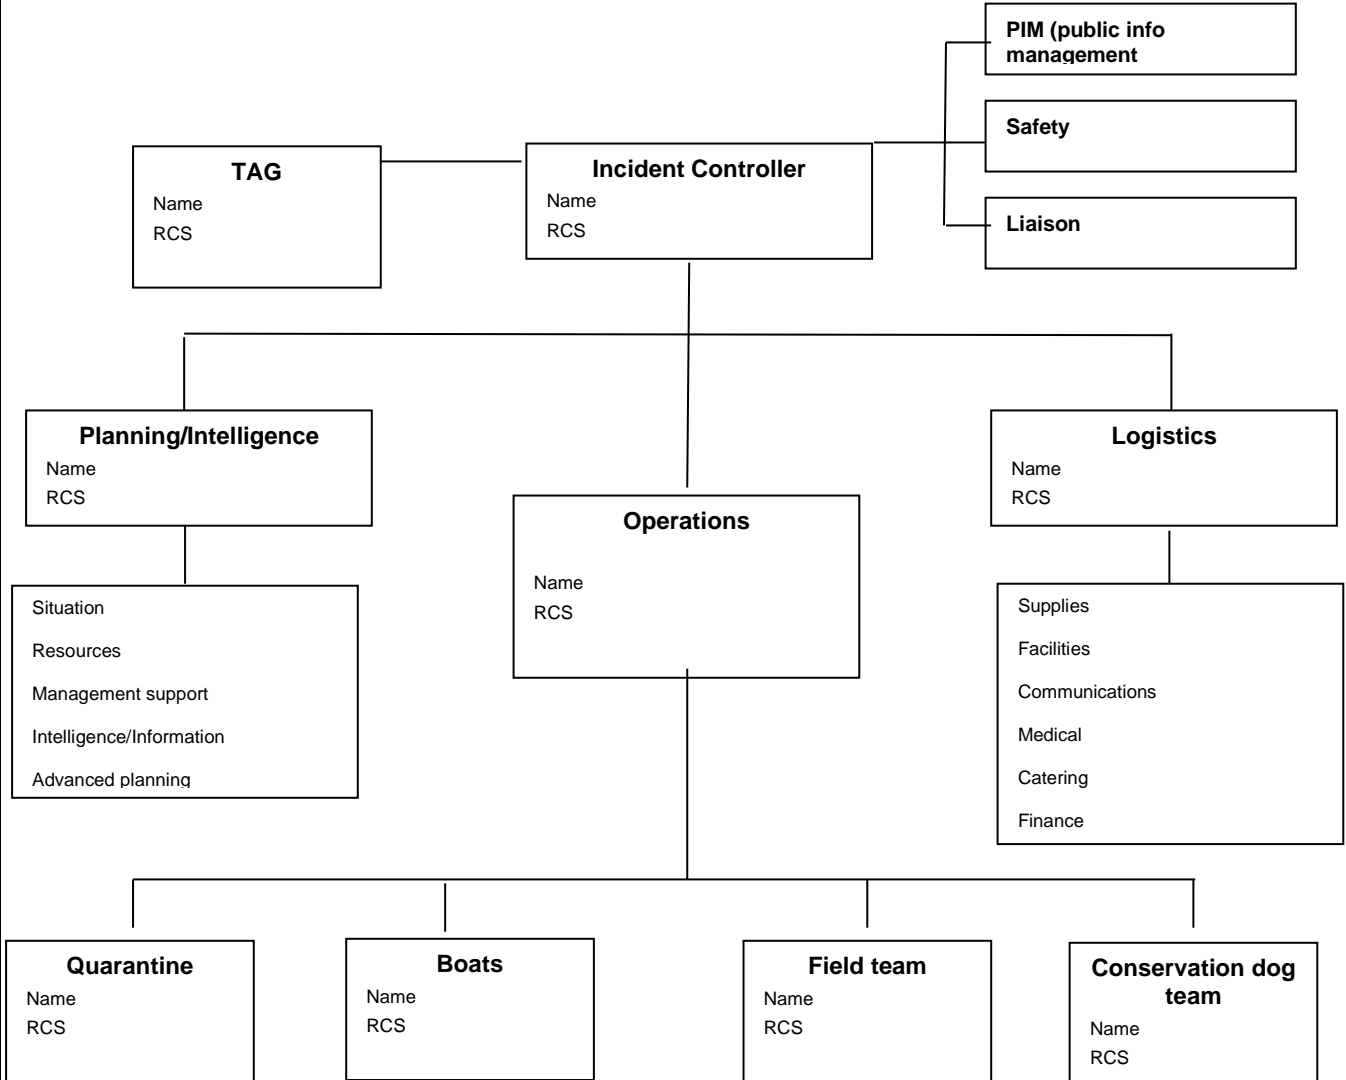 PIM (public info
management
Safety
Liaison
TAG
Name
RCS
Incident Controller
Name
RCS
Planning/Intelligence
Name
RCS
Operations
Name
RCS
Logistics
Name
RCS
Situation
Resources
Management support
Intelligence/Information
Advanced planning
Supplies
Facilities
Communications
Medical
Catering
Finance
Quarantine
Name
RCS
Boats
Name
RCS
Field team
Name
RCS
Conservation dog
team
Name
RCS